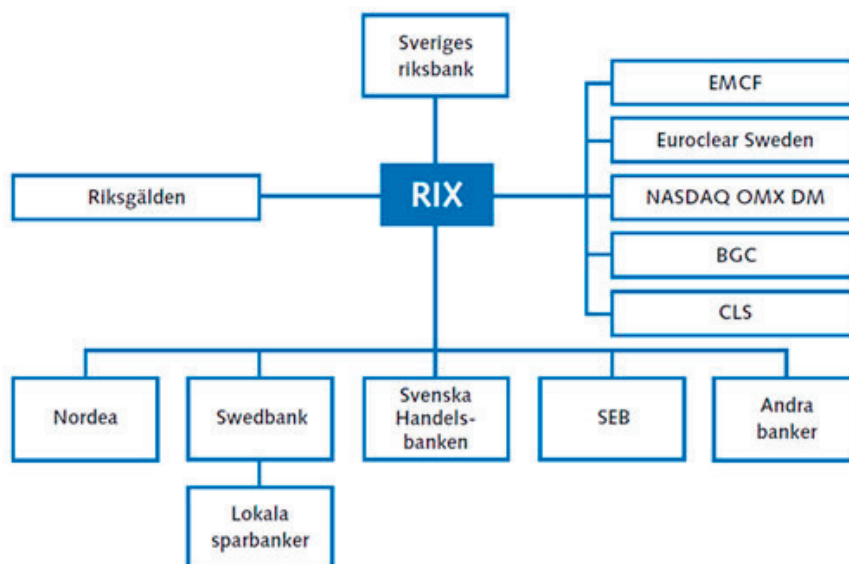 Sveriges
riksbank
EMCF
Euroclear Sweden
Riksgälden
RIX
NASDAQ OMX DM
BGC
CLS
Nordea
Swedbank
Svenska
Handels-
banken
SEB
Andra
banker
Lokala
sparbanker